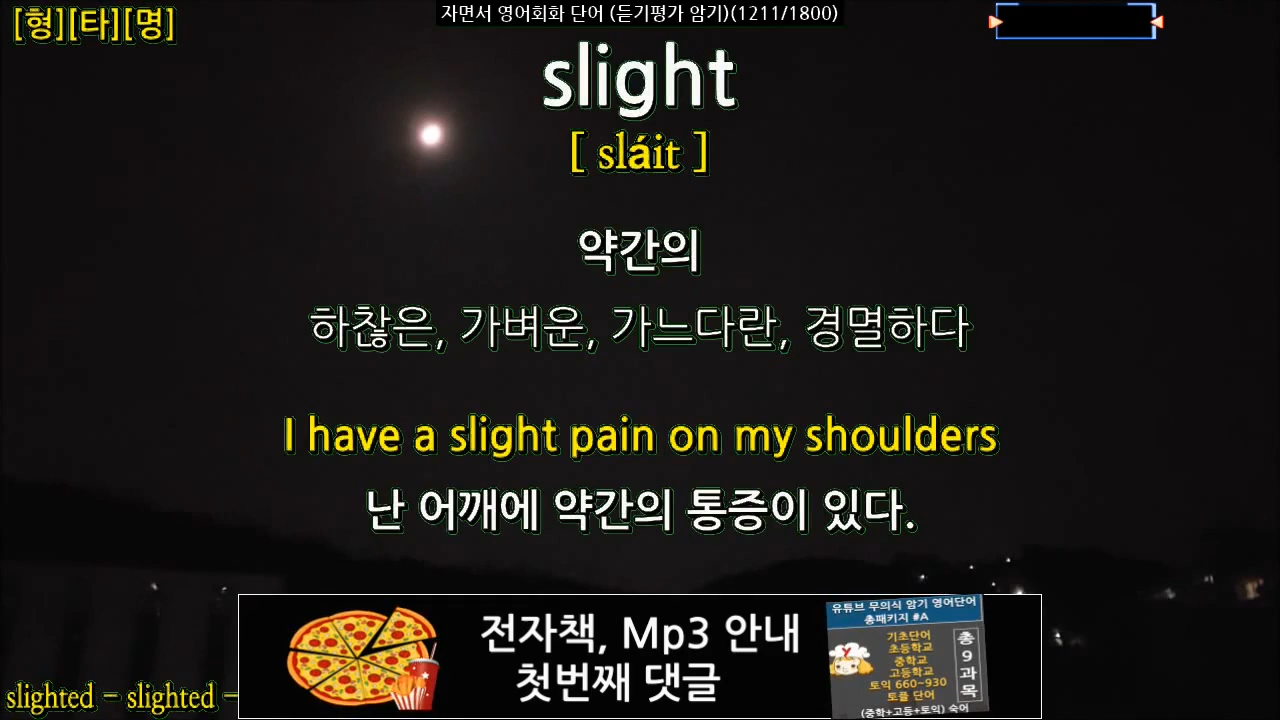 [형][타][명]
자면서 영어회화 단어 (듣기평가 암기)(1211/1800)
slight
[ sláit ]
약간의
하찮은, 가벼운, 가느다란, 경멸하다
I have a slight pain on my shoulders
난 어깨에 약간의 통증이 있다.
전자책, Mp3 안내
첫번째 댓글
유튜브 무의식 암기 영어단어
총패키지 #A
기초단어
초등학교
중학교
고등학교
토익 660~930
토플 단어
총9과목
(중학+고등+토익) 숙어
slighted - slighted -